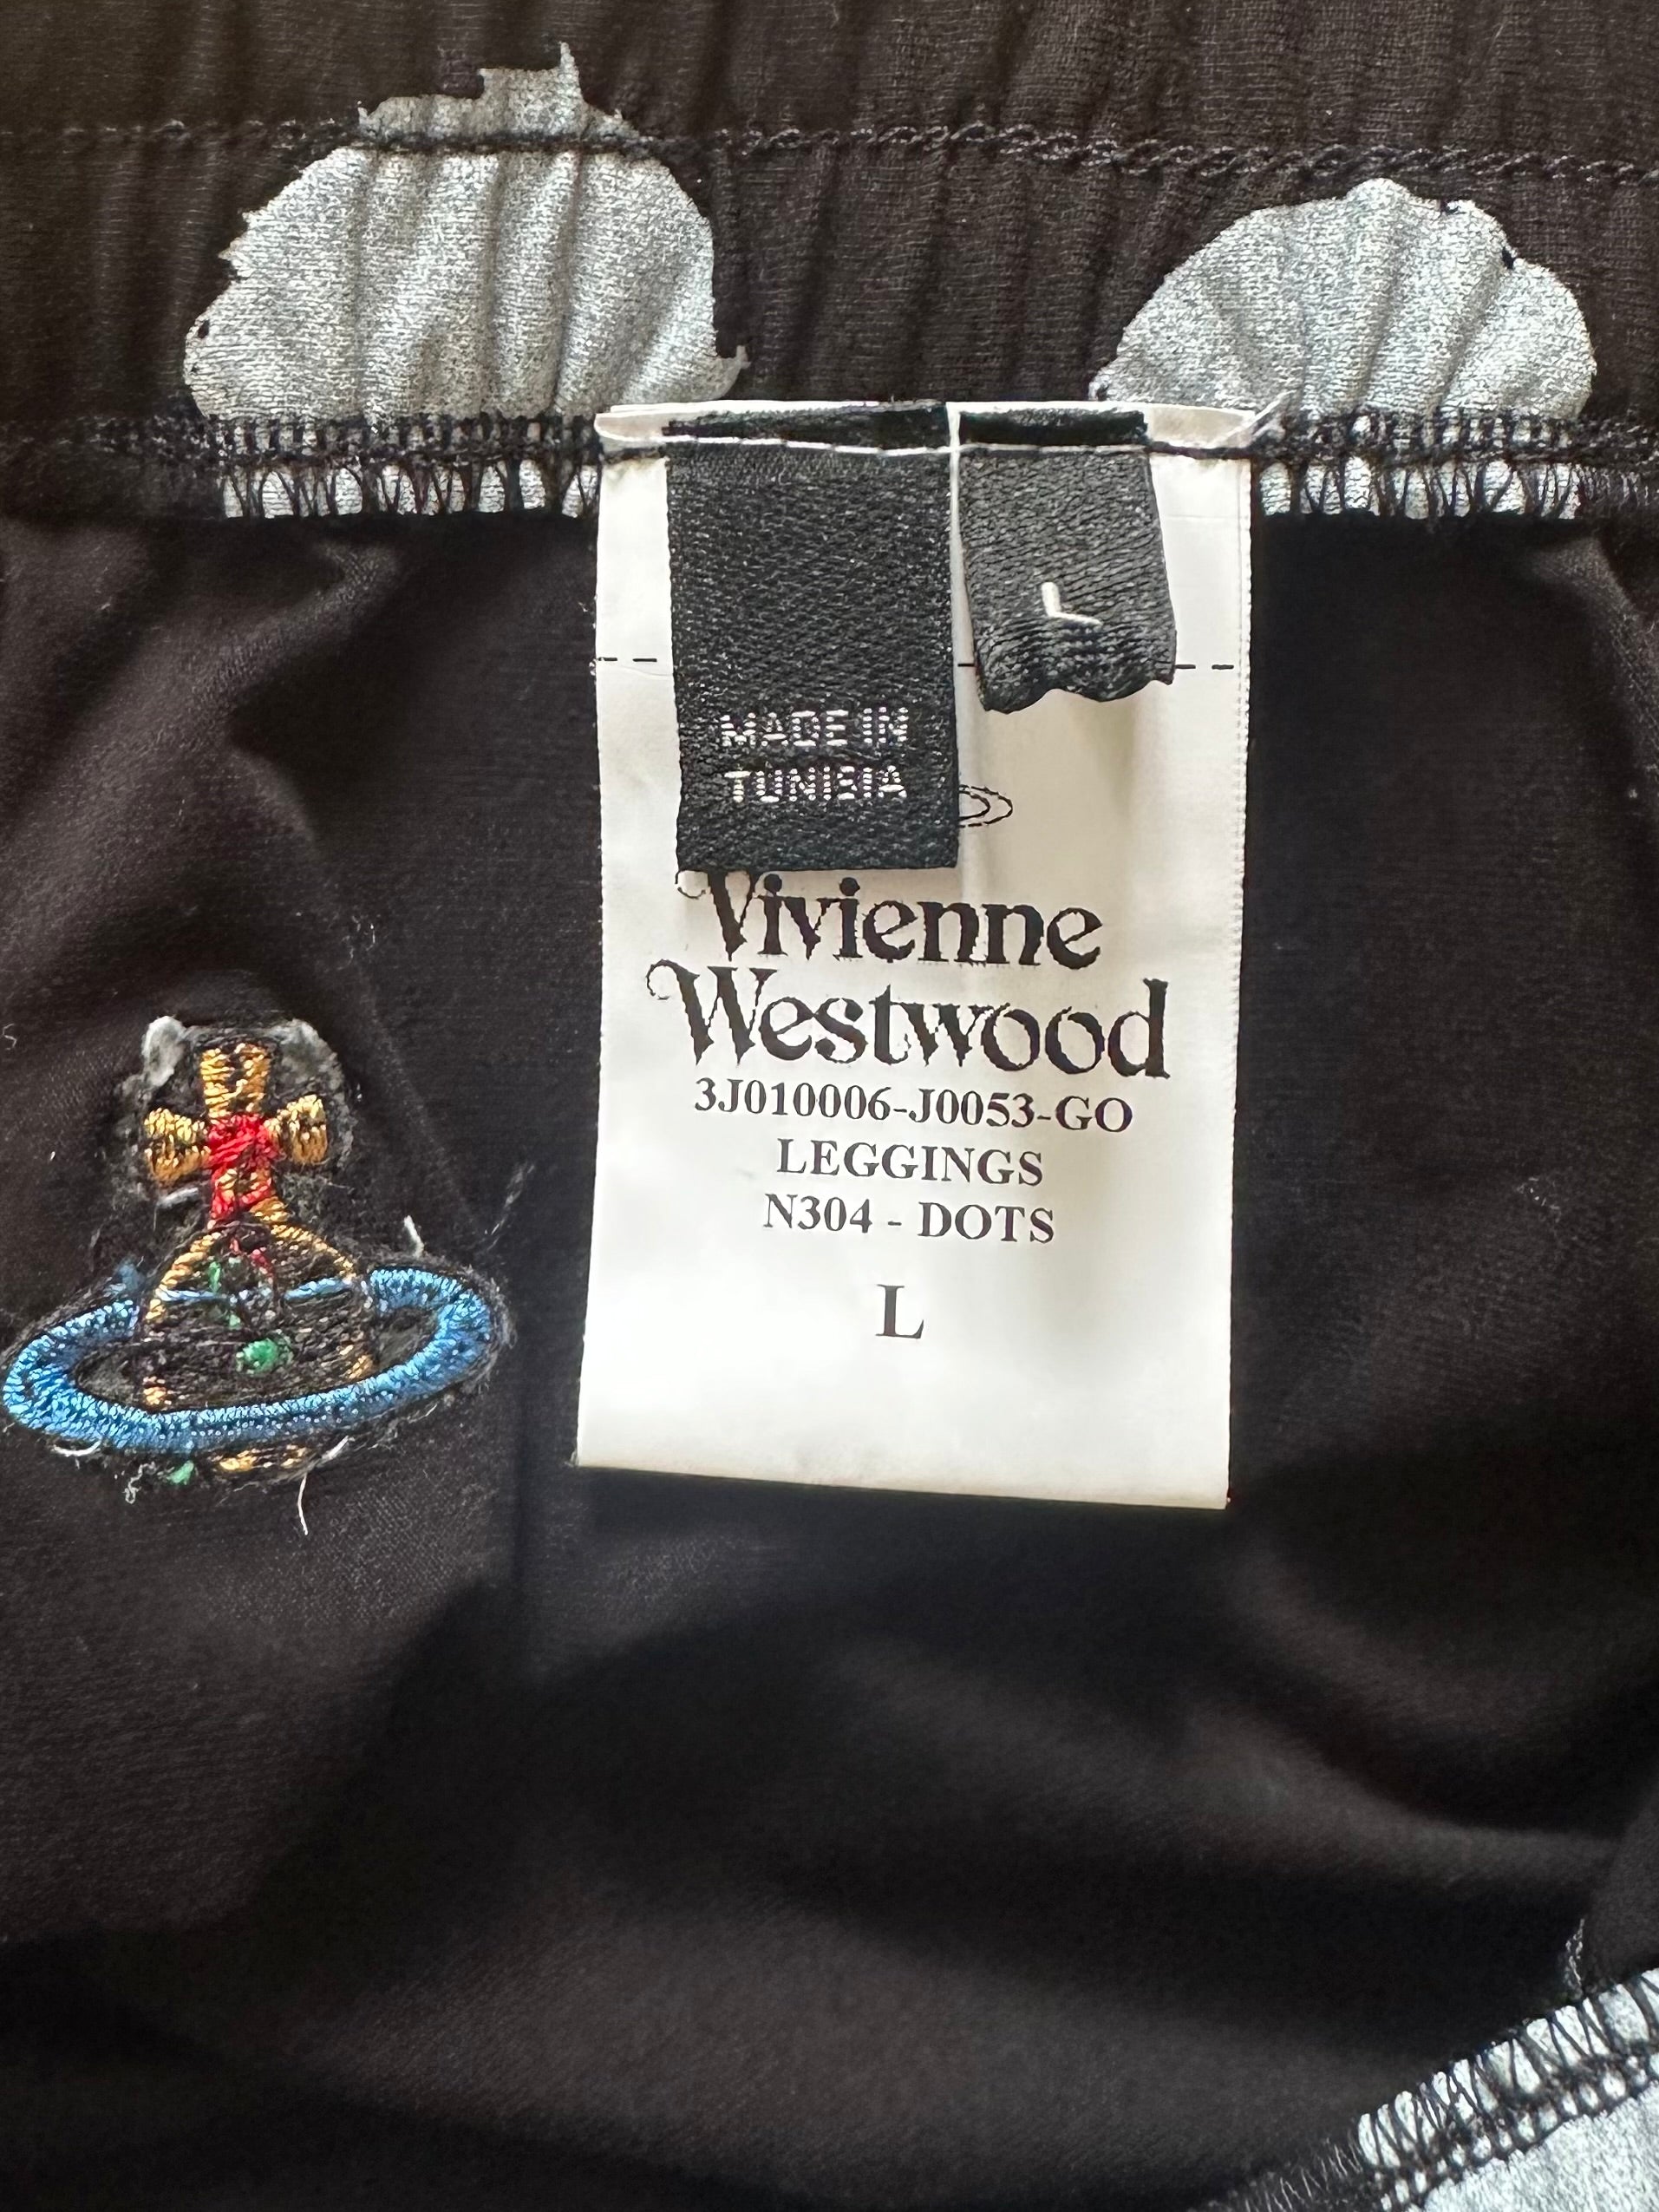 L
MADE IN
TUNISIA
Vivienne
Westwood
3J010006-J0053-GO
LEGGINGS
N304 - DOTS
L